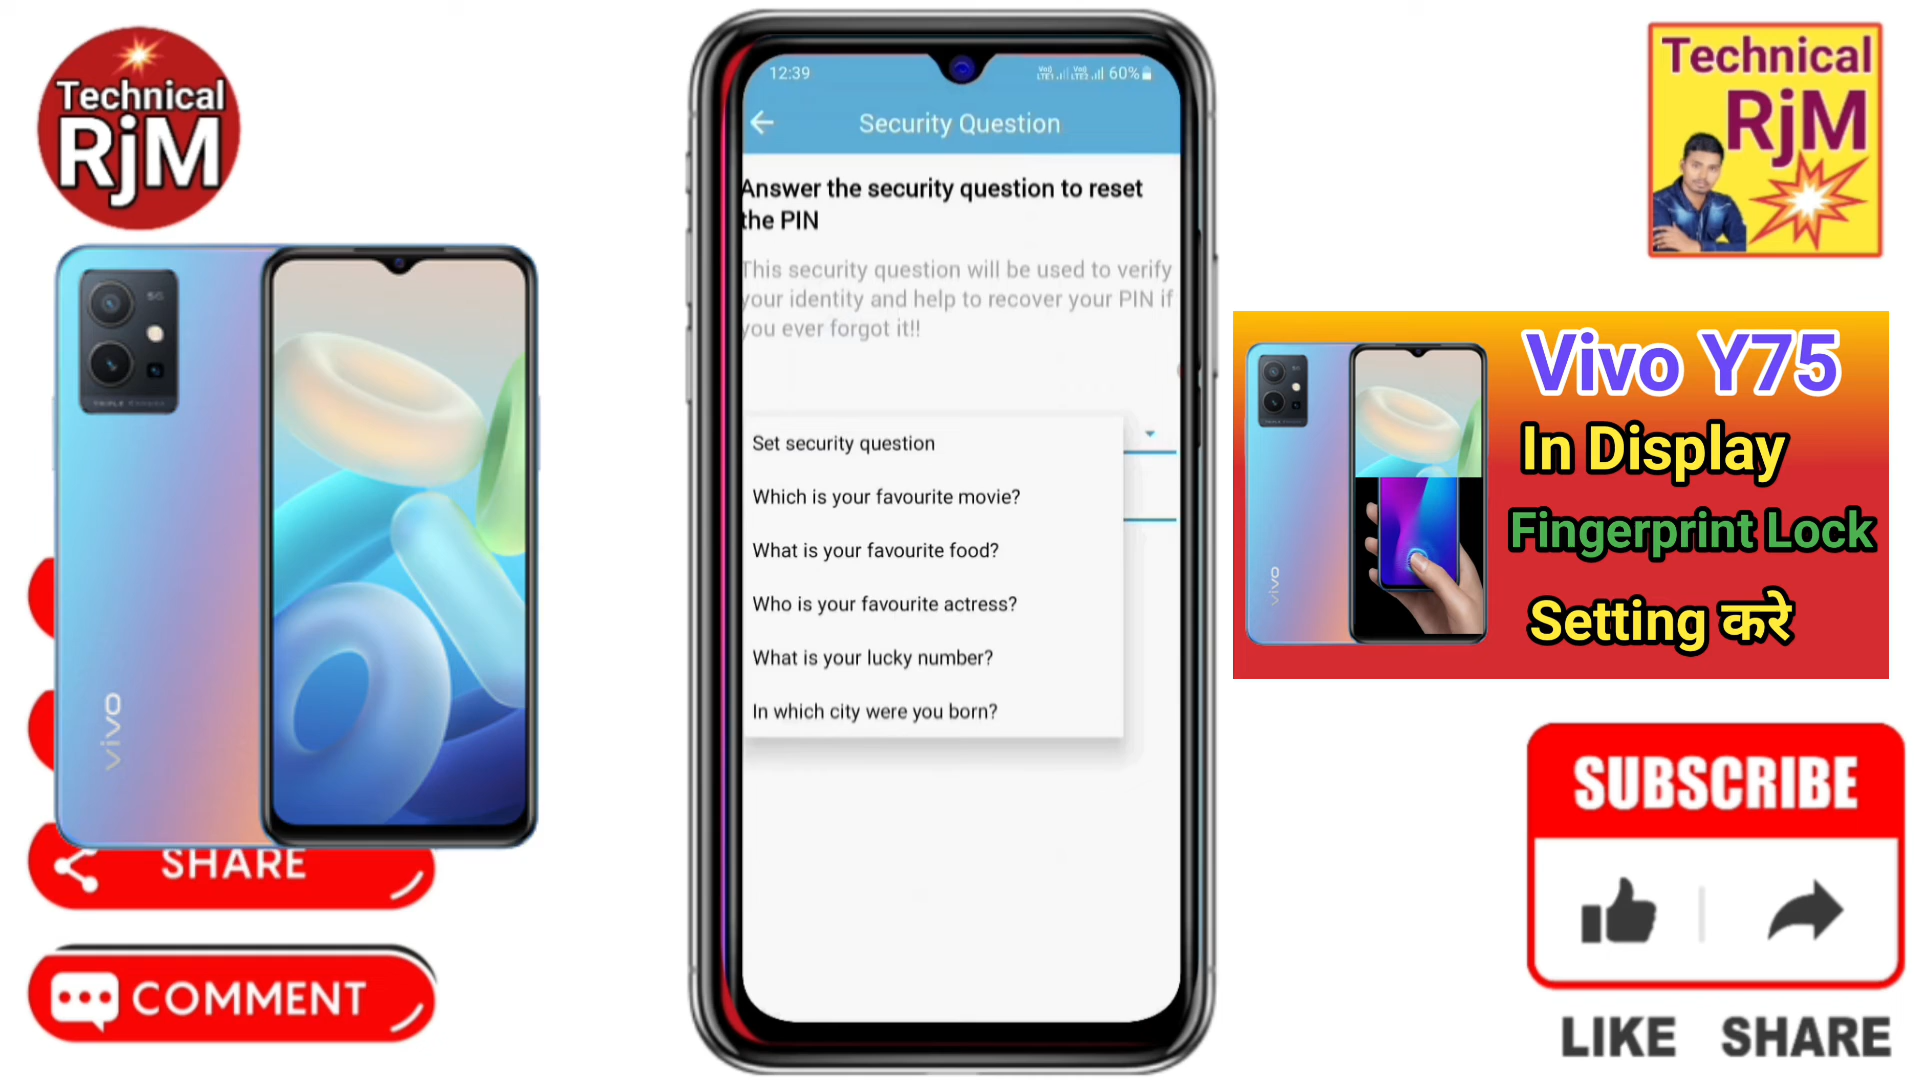 Technical
RjM
5G
TRIPLE CAMERA
vivo
SHARE
COMMENT
12:39
60%
Security Question
Answer the security question to reset
the PIN
This security question will be used to verify
your identity and help to recover your PIN if
you ever forgot it!!
Set security question
Which is your favourite movie?
What is your favourite food?
Who is your favourite actress?
What is your lucky number?
In which city were you born?
Technical
RjM
Vivo Y75
In Display
Fingerprint Lock
Setting करे
vivo
SUBSCRIBE
LIKE SHARE